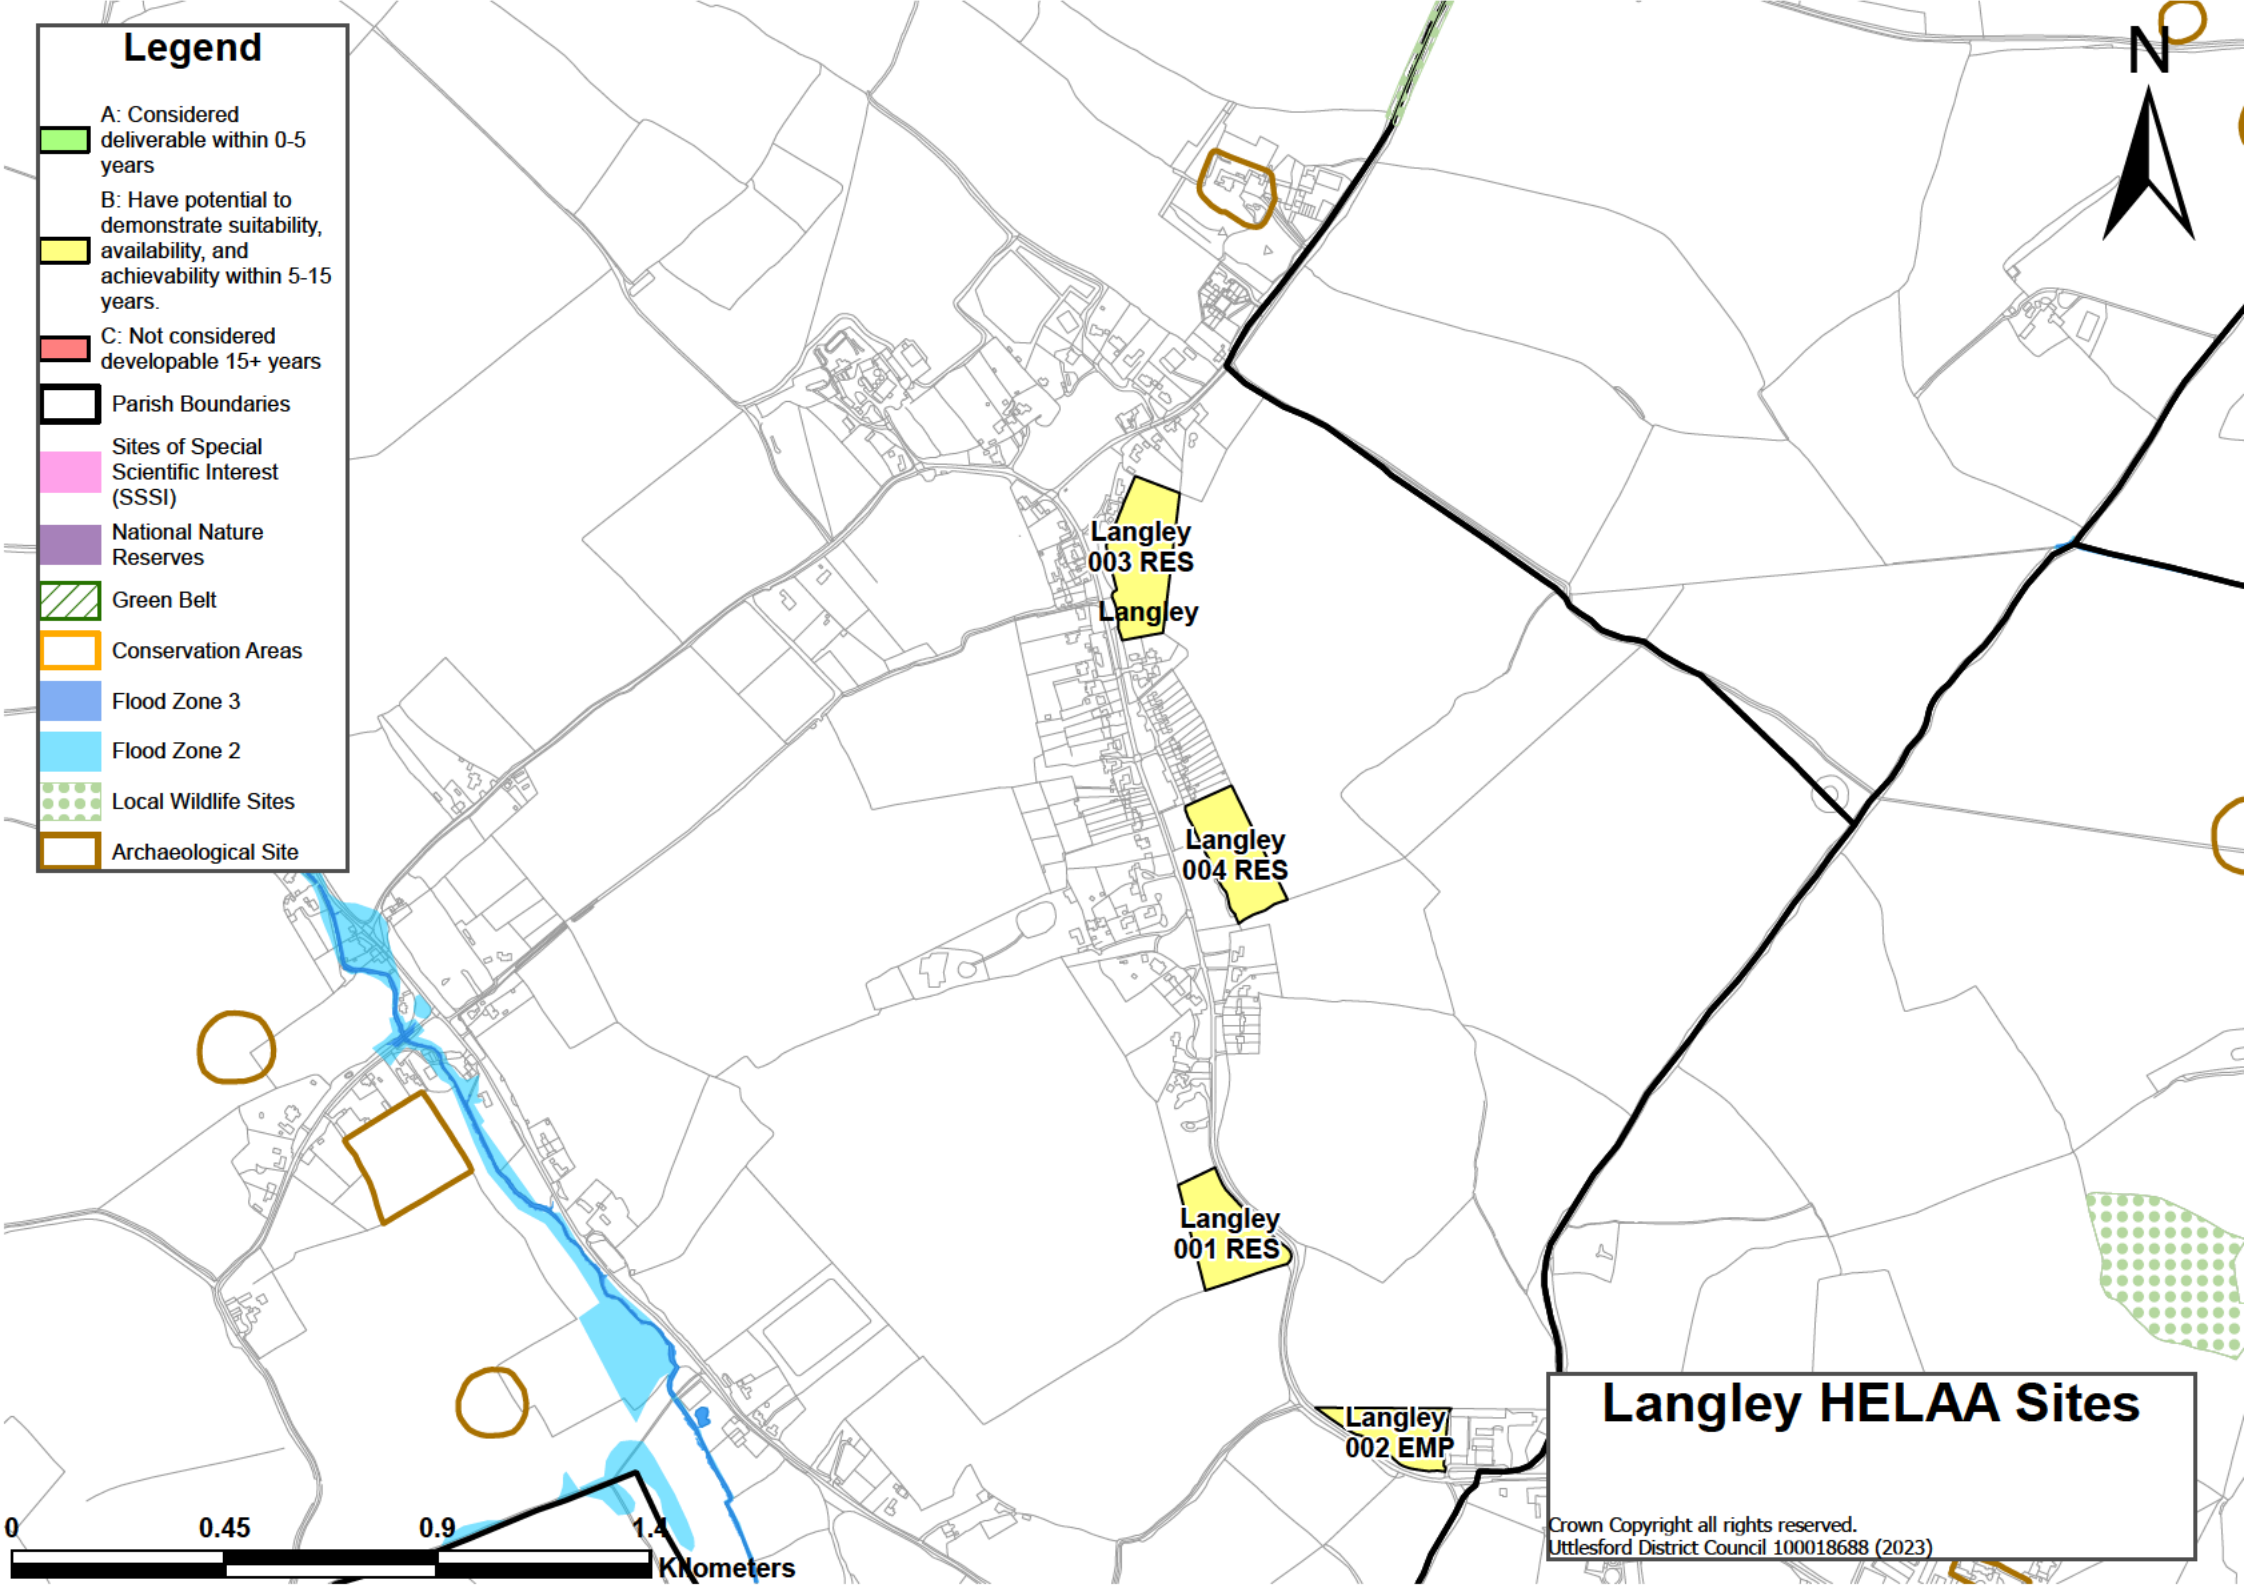 Legend
A: Considered
deliverable within 0-5
years
B: Have potential to
demonstrate suitability,
availability, and
achievability within 5-15
years.
C: Not considered
developable 15+ years
Parish Boundaries
Sites of Special
Scientific Interest
(SSSI)
National Nature
Reserves
Green Belt
Conservation Areas
Flood Zone 3
Flood Zone 2
Local Wildlife Sites
Archaeological Site
N
Langley
003 RES
Langley
Langley
004 RES
Langley
001 RES
Langley
002 EMP
Langley HELAA Sites
Crown Copyright all rights reserved.
Uttlesford District Council 100018688 (2023)
0 0.45 0.9 1.4
Kilometers